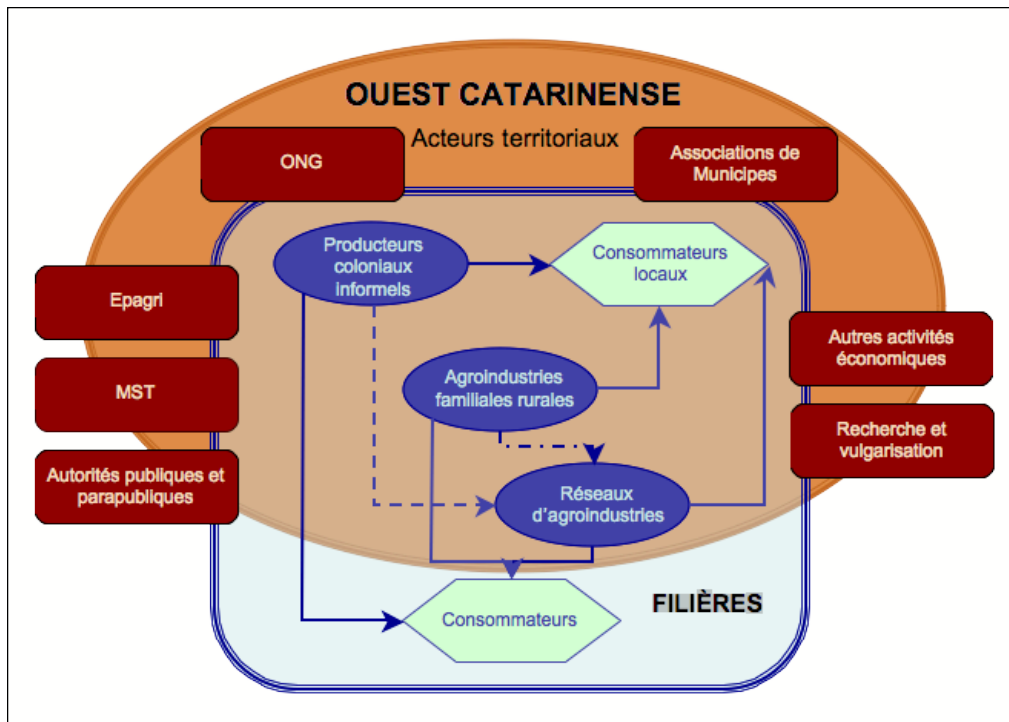 OUEST CATARINENSE
Acteurs territoriaux
ONG
Associations de
Municipes
Producteurs
coloniaux
informels
Consommateurs
locaux
Epagri
Autres activités
économiques
MST
Agroindustries
familiales rurales
Recherche et
vulgarisation
Autorités publiques et
parapubliques
Réseaux
d'agroindustries
FILIÈRES
Consommateurs